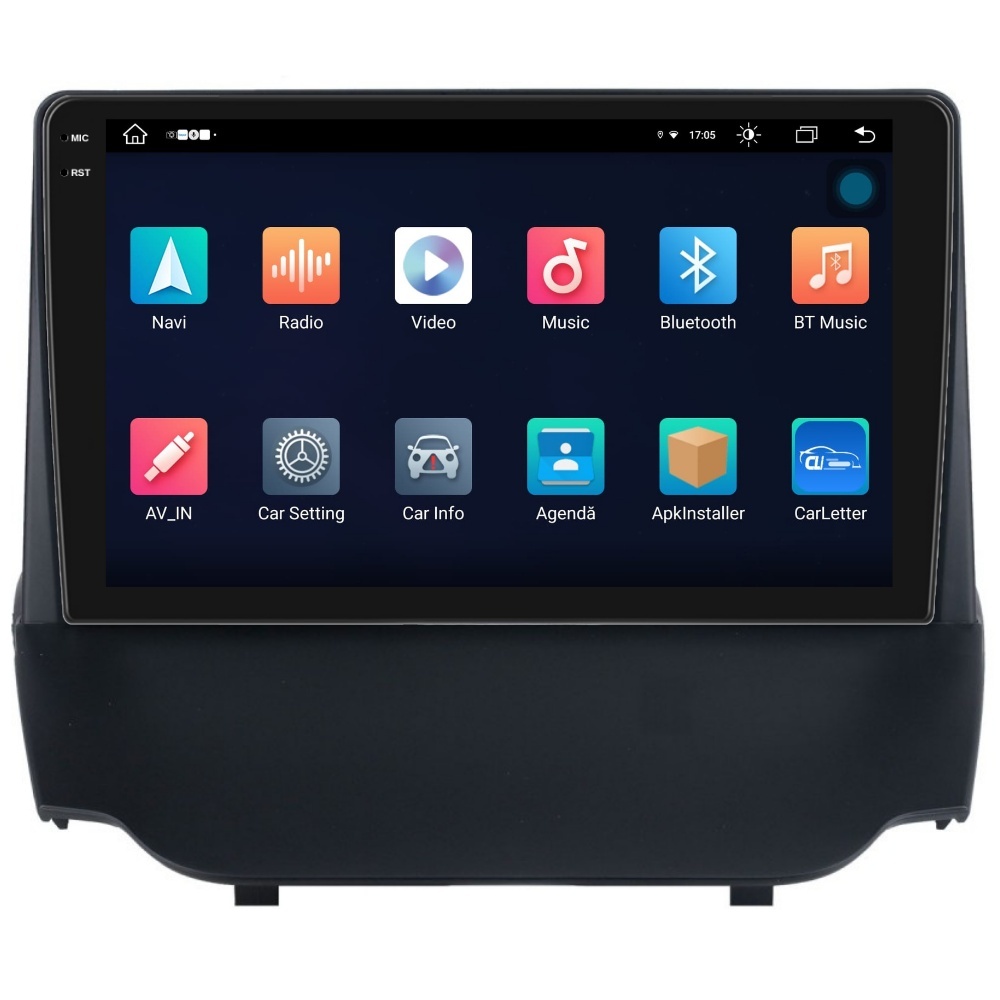 MIC
17:05
RST
Navi
Radio
Video
Music
Bluetooth
BT Music
AV_IN
Car Setting
Car Info
Agendă
ApkInstaller
CarLetter